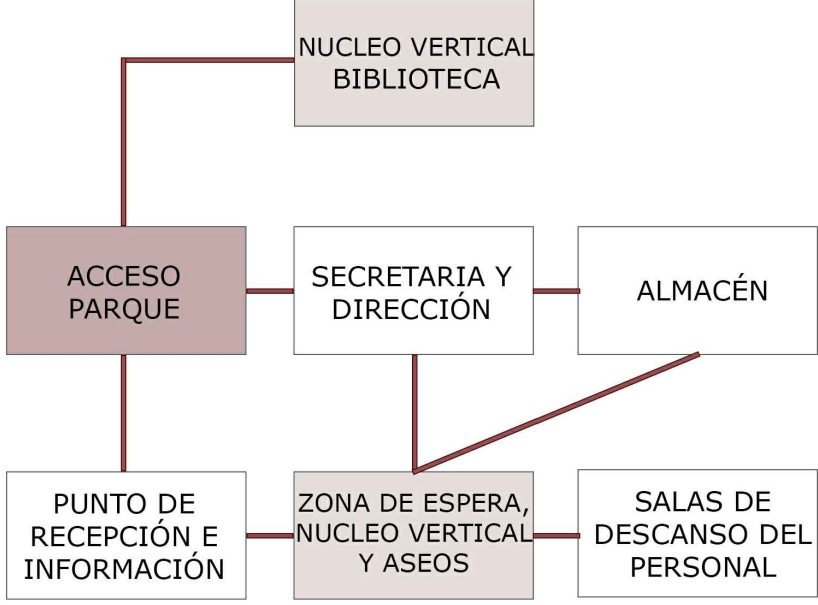 NUCLEO VERTICAL
BIBLIOTECA
ACCESO
PARQUE
SECRETARIA Y
DIRECCIÓN
ALMACÉN
PUNTO DE
RECEPCIÓN E
INFORMACIÓN
ZONA DE ESPERA,
NUCLEO VERTICAL
Y ASEOS
SALAS DE
DESCANSO DEL
PERSONAL